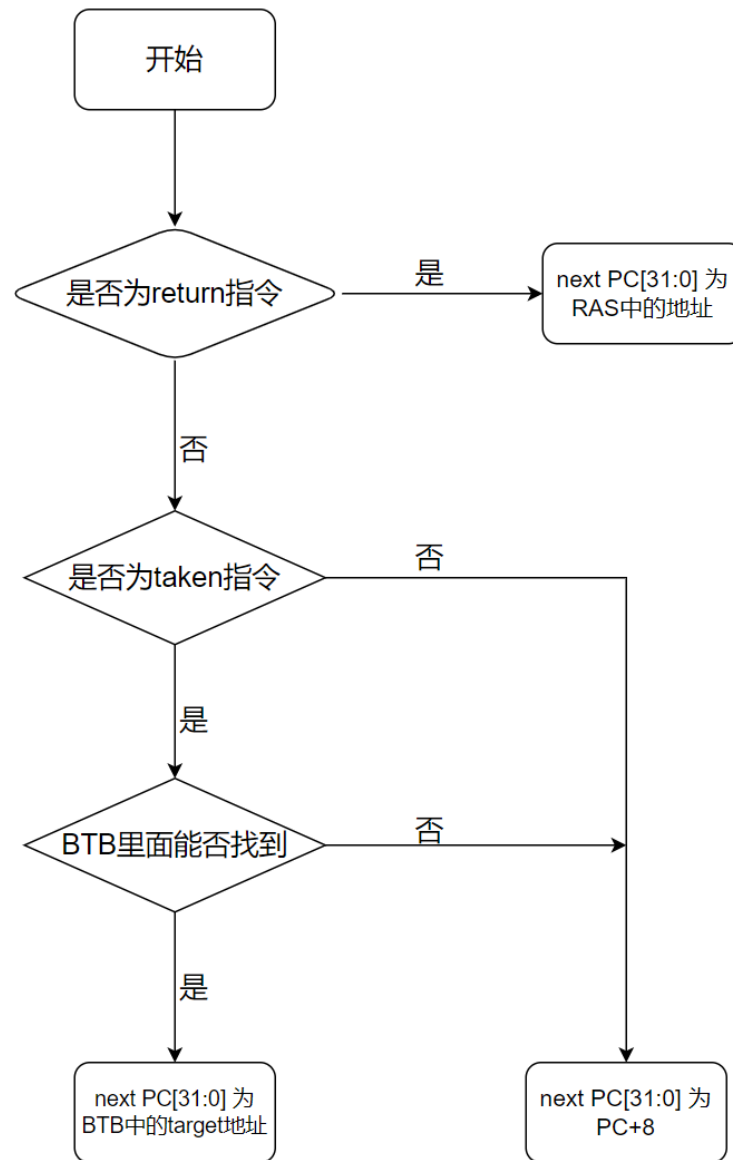 开始
是否为return指令
是
next PC[31:0] 为
RAS中的地址
否
是否为taken指令
否
是
BTB里面能否找到
否
是
next PC[31:0] 为
BTB中的target地址
next PC[31:0] 为
PC+8